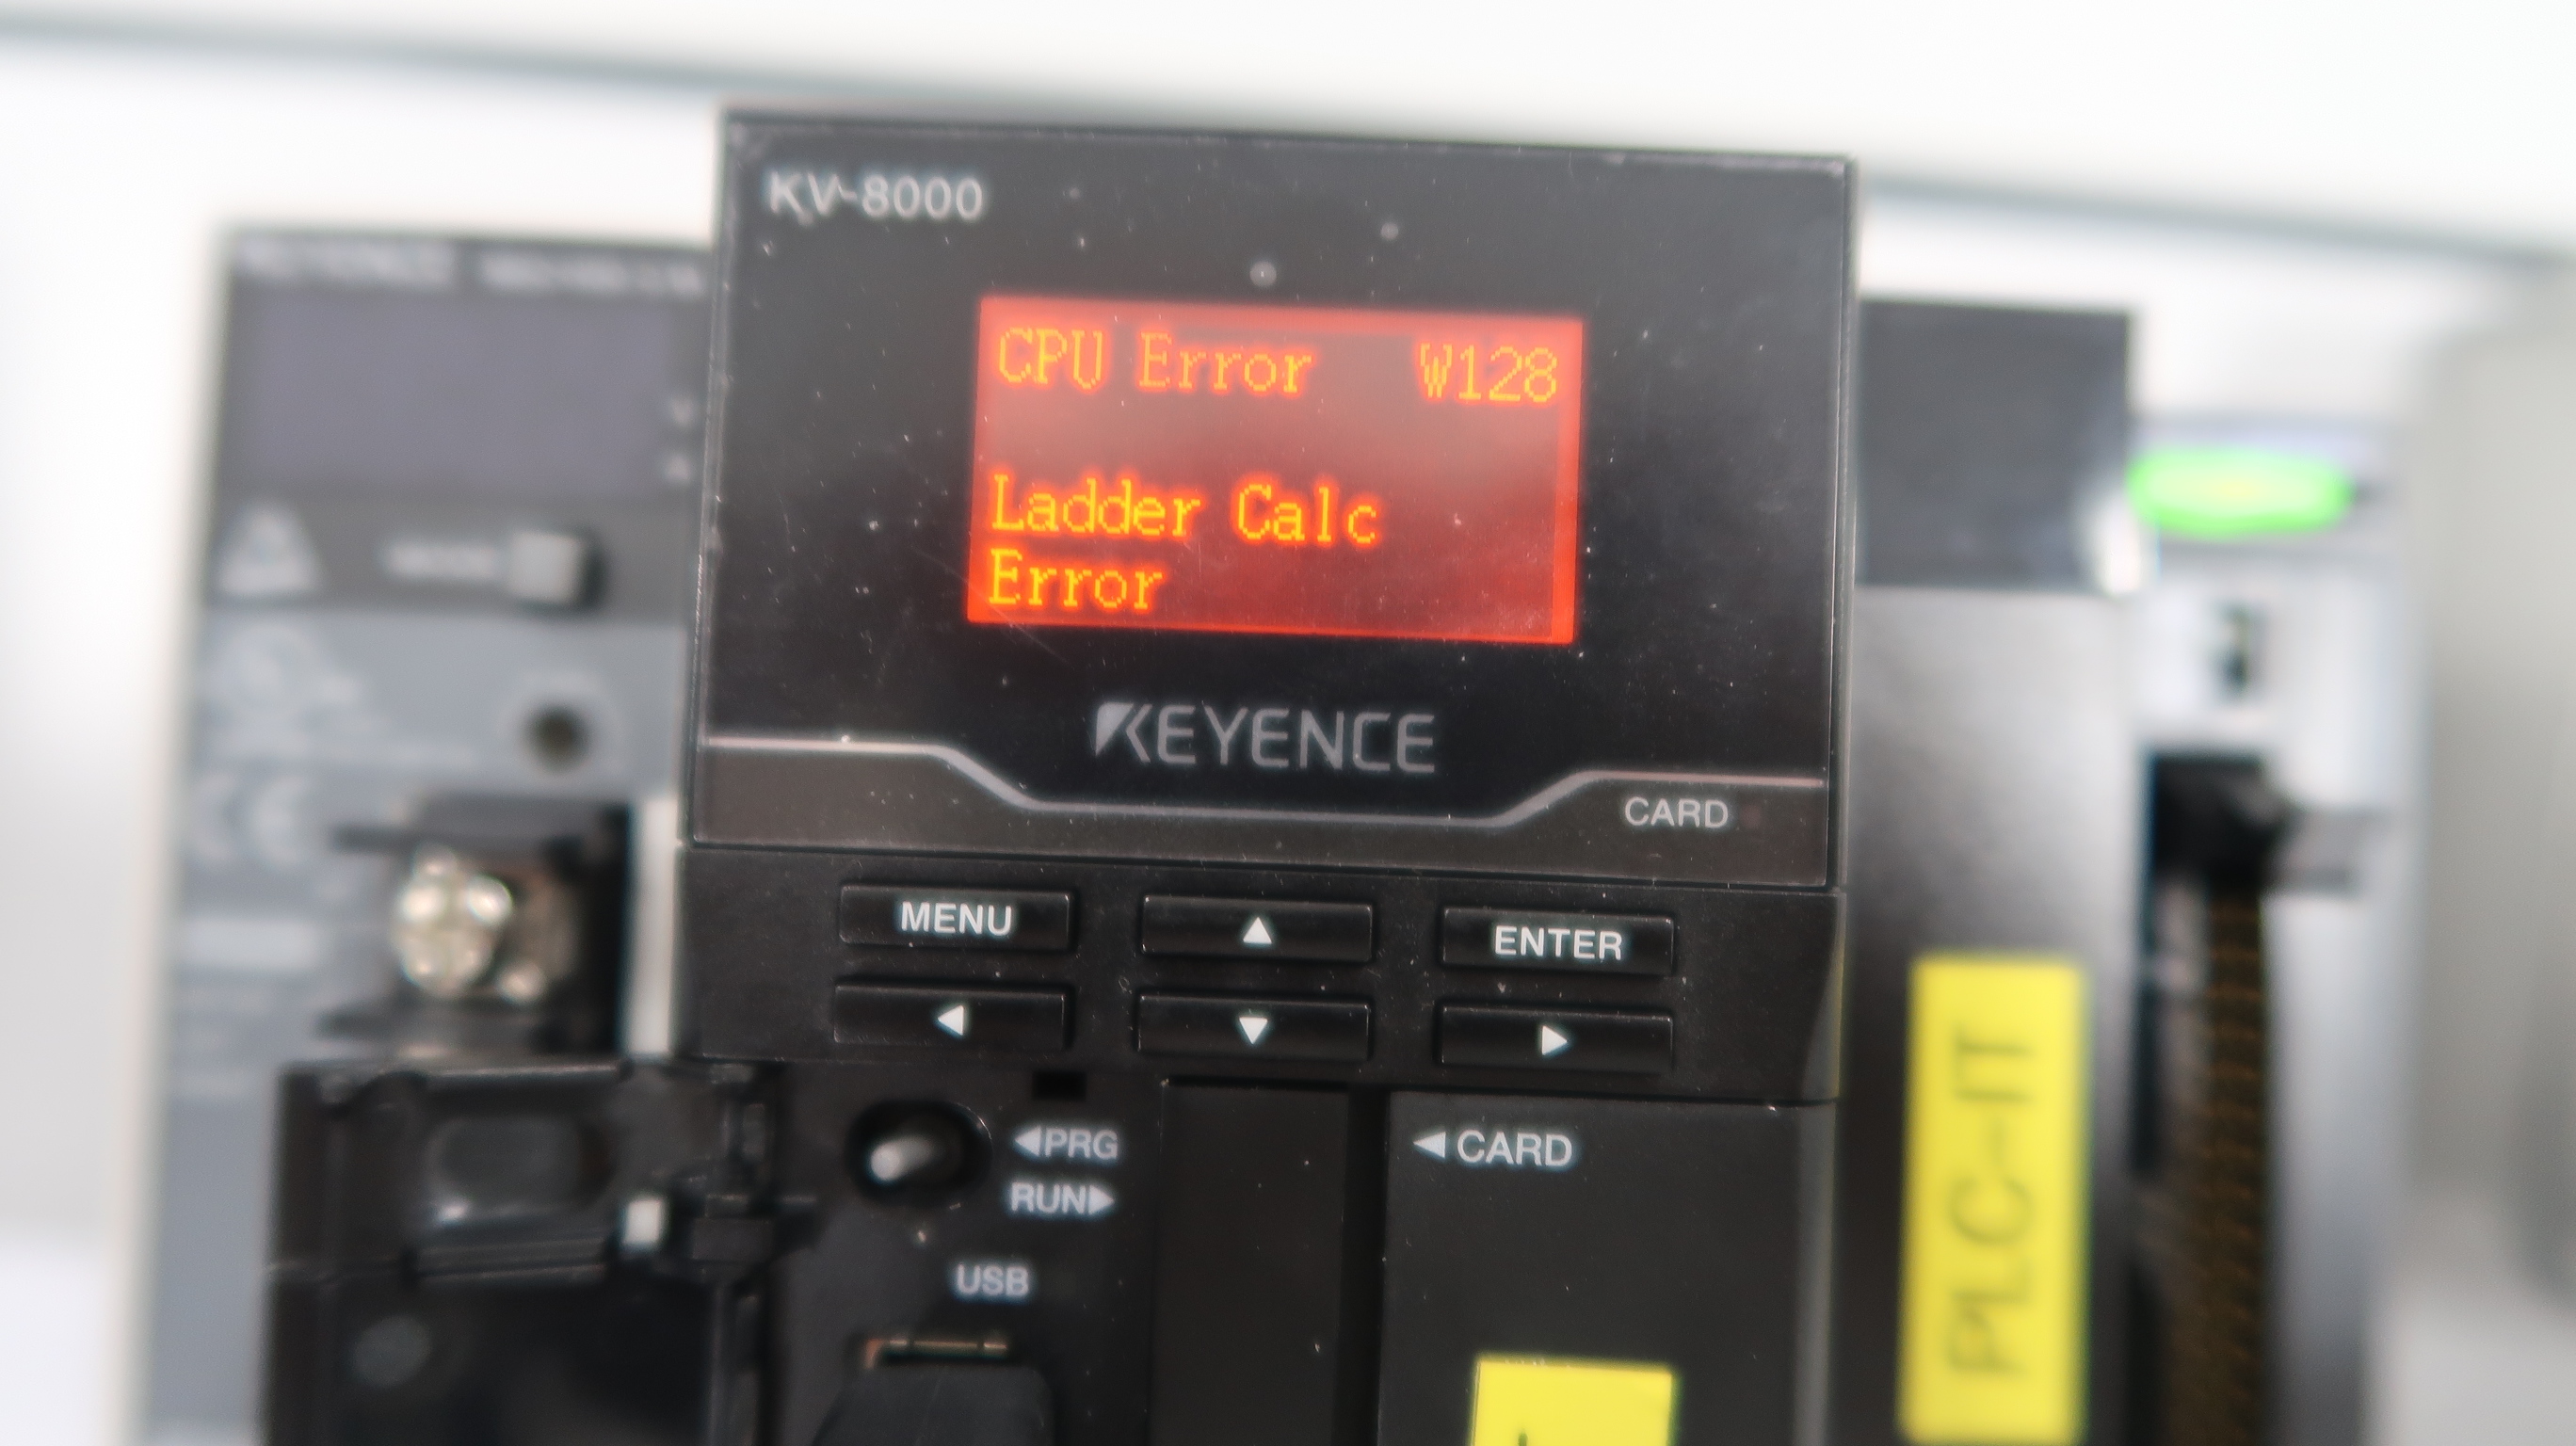 KV-8000
CPU Error W128
Ladder Calc
Error
KEYENCE
CARD
MENU ▲ ENTER
◀ ▼ ▶
◀PRG
RUN▶
◀CARD
USB
PLC-IT